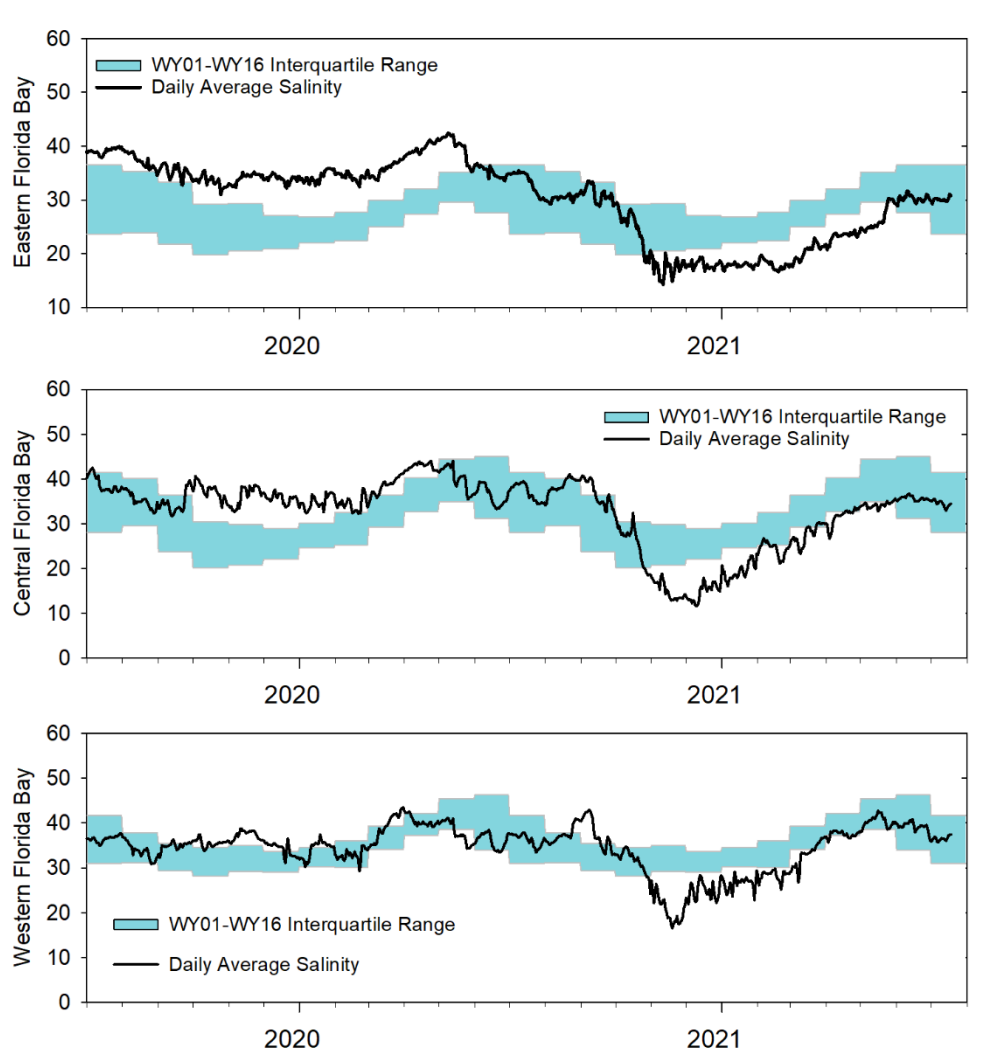 60
WY01-WY16 Interquartile Range
50
Daily Average Salinity
40
30
20
10
Eastern Florida Bay
2020 2021
60
WY01-WY16 Interquartile Range
50
Daily Average Salinity
40
30
20
10
0
Central Florida Bay
2020 2021
60
50
40
30
20
WY01-WY16 Interquartile Range
10
Daily Average Salinity
0
Western Florida Bay
2020 2021